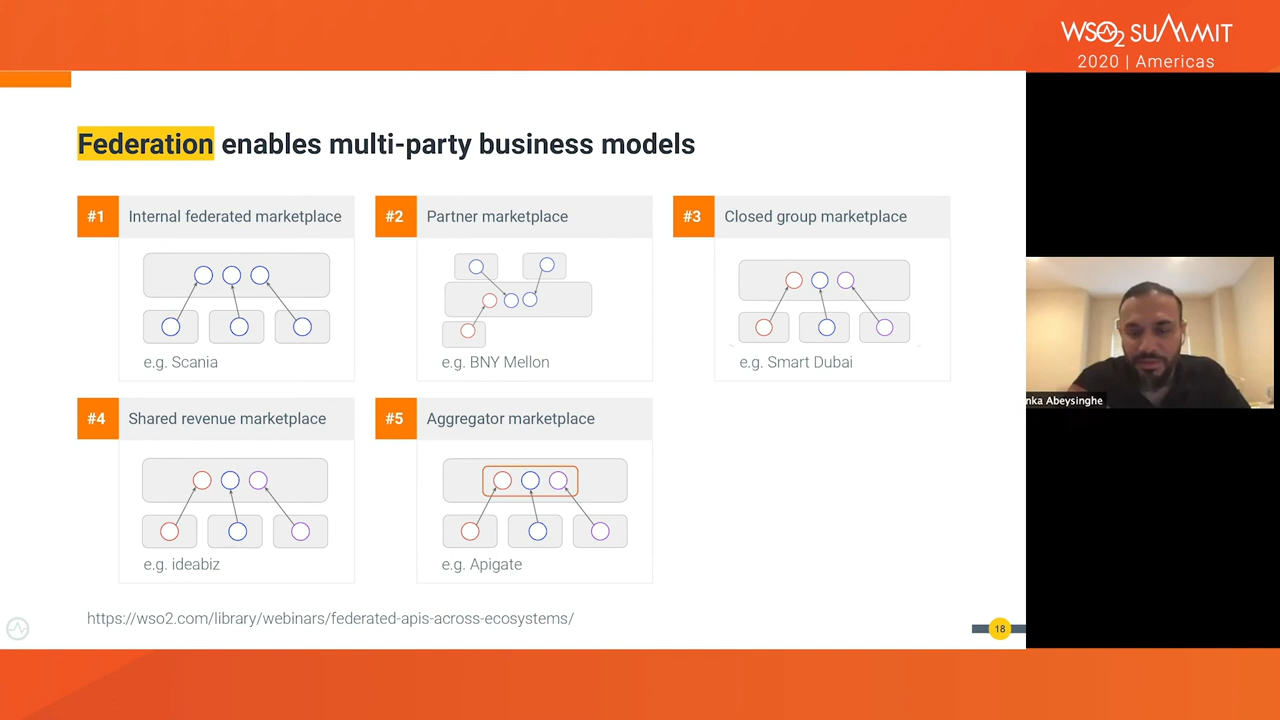 WSO2 SUMMIT
2020 | Americas
Federation enables multi-party business models
#1 Internal federated marketplace
#2 Partner marketplace
#3 Closed group marketplace
e.g. Scania
e.g. BNY Mellon
e.g. Smart Dubai
#4 Shared revenue marketplace
#5 Aggregator marketplace
e.g. ideabiz
e.g. Apigate
https://wso2.com/library/webinars/federated-apis-across-ecosystems/
18
nka Abeysinghe